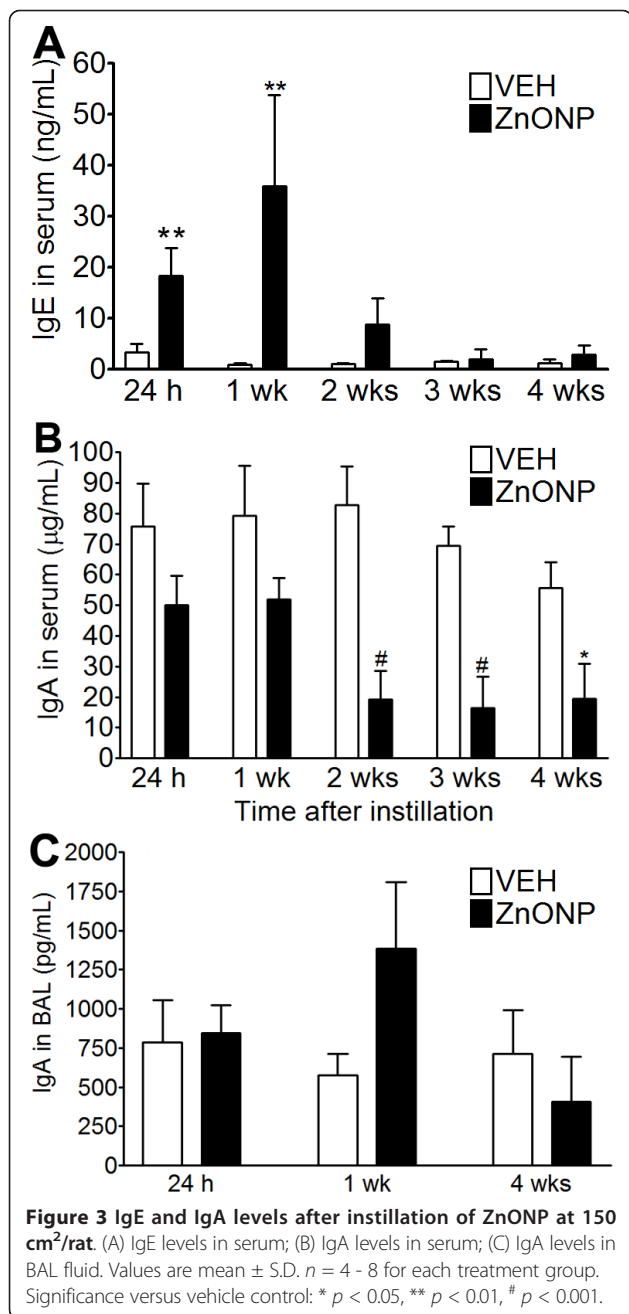 A
IgE in serum (ng/mL)
60
50
40
30
20
10
0
VEH
ZnONP
**
**
24 h 1 wk 2 wks 3 wks 4 wks
B
IgA in serum (µg/mL)
100
90
80
70
60
50
40
30
20
10
0
VEH
ZnONP
#
#
*
24 h 1 wk 2 wks 3 wks 4 wks
Time after instillation
C
IgA in BAL (pg/mL)
2000
1750
1500
1250
1000
750
500
250
0
VEH
ZnONP
24 h 1 wk 4 wks
Figure 3 IgE and IgA levels after instillation of ZnONP at 150
cm²/rat. (A) IgE levels in serum; (B) IgA levels in serum; (C) IgA levels in
BAL fluid. Values are mean ± S.D. n = 4 - 8 for each treatment group.
Significance versus vehicle control: * p < 0.05, ** p < 0.01, # p < 0.001.